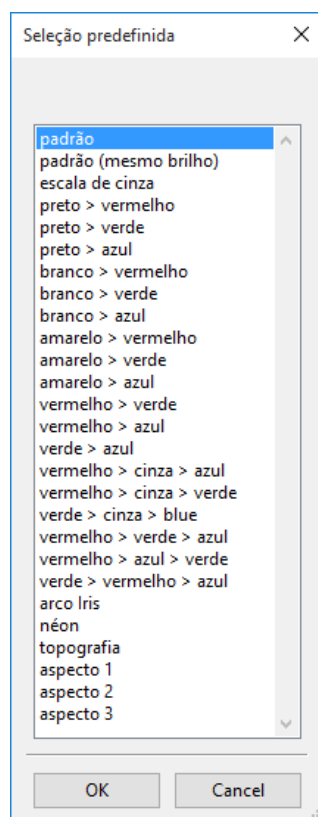 Seleção predefinida
padrão
padrão (mesmo brilho)
escala de cinza
preto > vermelho
preto > verde
preto > azul
branco > vermelho
branco > verde
branco > azul
amarelo > vermelho
amarelo > verde
amarelo > azul
vermelho > verde
vermelho > azul
verde > azul
vermelho > cinza > azul
vermelho > cinza > verde
verde > cinza > blue
vermelho > verde > azul
vermelho > azul > verde
verde > vermelho > azul
arco Iris
néon
topografia
aspecto 1
aspecto 2
aspecto 3
OK Cancel